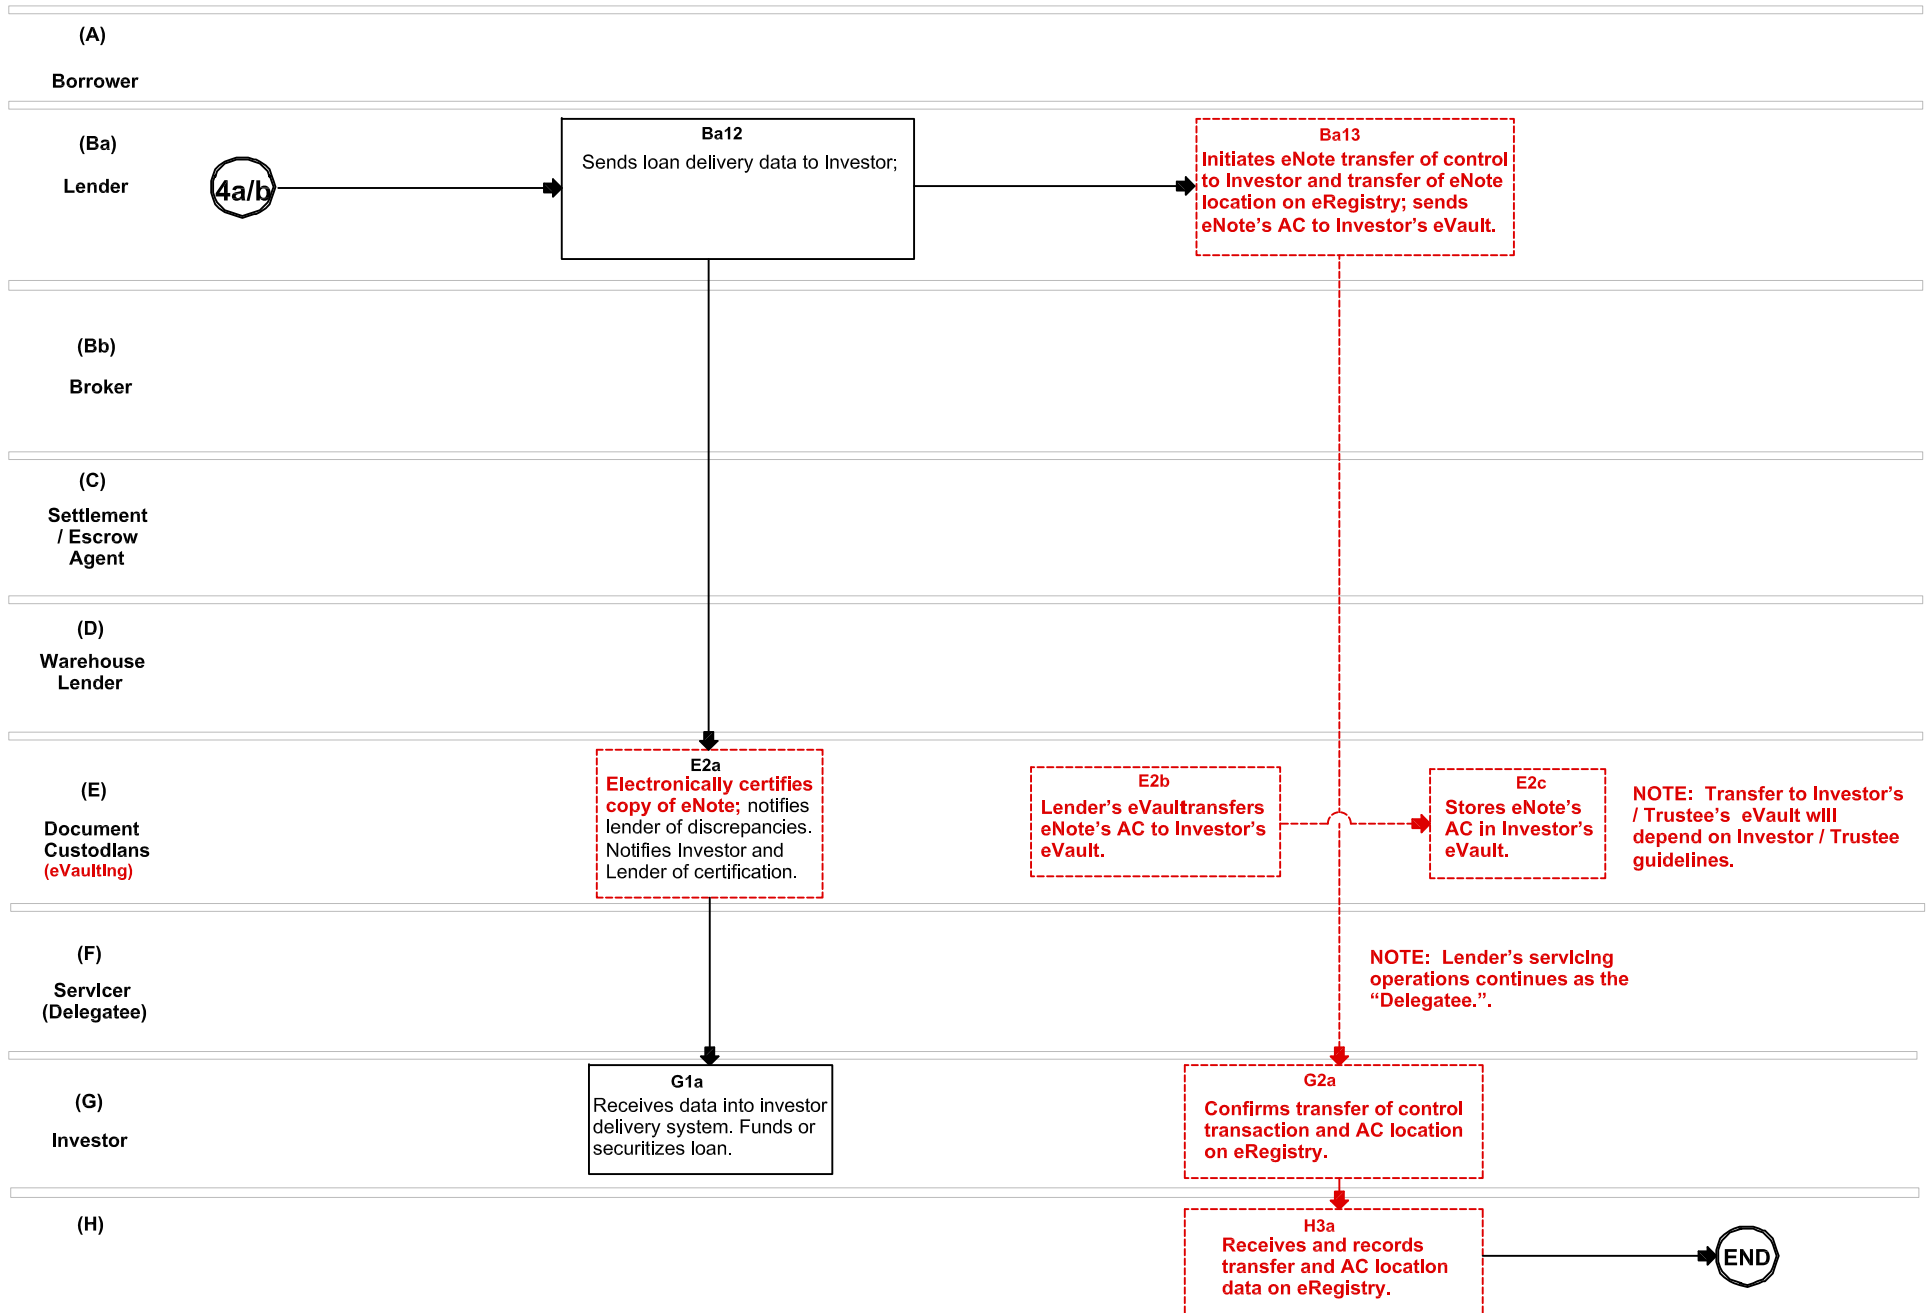 (A)
Borrower
(Ba)
Lender
4a/b
Ba12
Sends loan delivery data to Investor;
Ba13
Initiates eNote transfer of control
to Investor and transfer of eNote
location on eRegistry; sends
eNote's AC to Investor's eVault.
(Bb)
Broker
(C)
Settlement
/ Escrow
Agent
(D)
Warehouse
Lender
(E)
Document
Custodians
(eVaulting)
E2a
Electronically certifies
copy of eNote; notifies
lender of discrepancies.
Notifies Investor and
Lender of certification.
E2b
Lender's eVaulttransfers
eNote's AC to Investor's
eVault.
E2c
Stores eNote's
AC in Investor's
eVault.
NOTE:  Transfer to Investor's
/ Trustee's  eVault will
depend on Investor / Trustee
guidelines.
(F)
Servicer
(Delegatee)
NOTE:  Lender's servicing
operations continues as the
“Delegatee.”.
(G)
Investor
G1a
Receives data into investor
delivery system. Funds or
securitizes loan.
G2a
Confirms transfer of control
transaction and AC location
on eRegistry.
(H)
H3a
Receives and records
transfer and AC location
data on eRegistry.
END